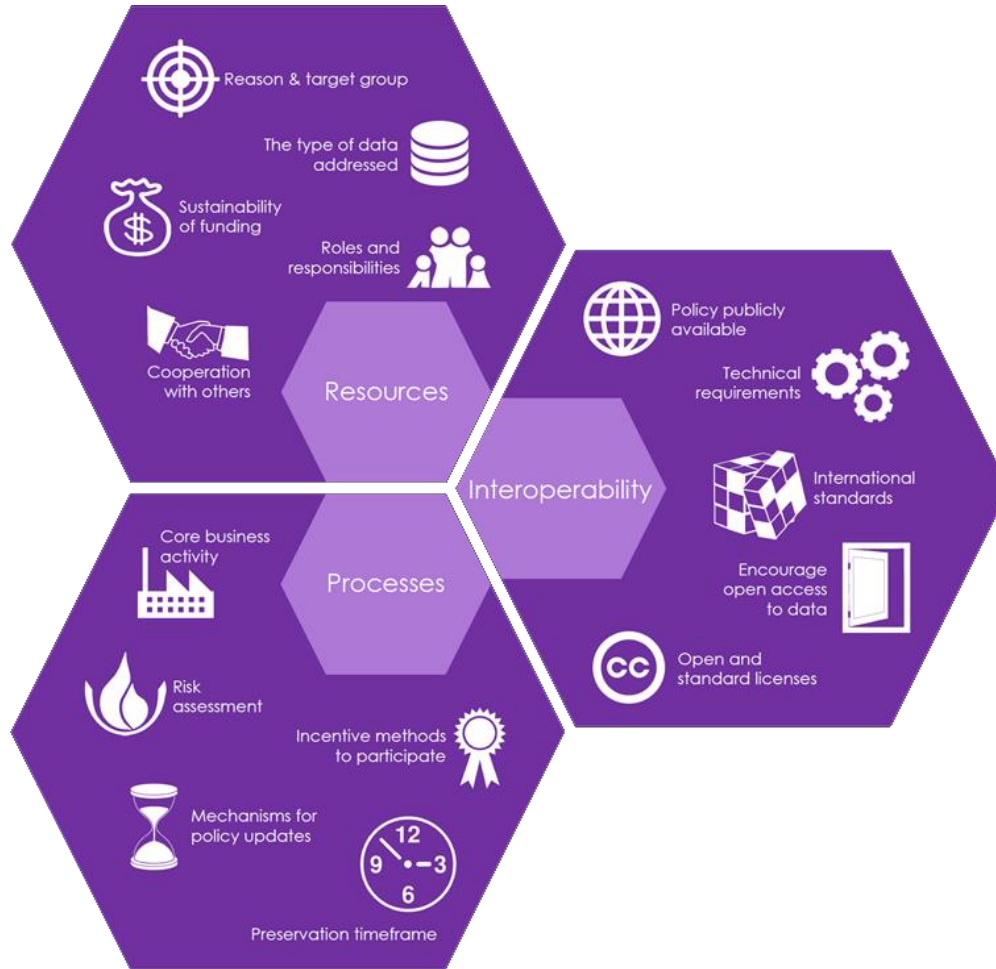 Reason & target group
The type of data
addressed
Sustainability
of funding
Roles and
responsibilities
Cooperation
with others
Resources
Policy publicly
available
Technical
requirements
Interoperability
International
standards
Encourage
open access
to data
CC
Open and
standard licenses
Core business
activity
Processes
Risk
assessment
Incentive methods
to participate
Mechanisms for
policy updates
12
9
3
6
Preservation timeframe
$